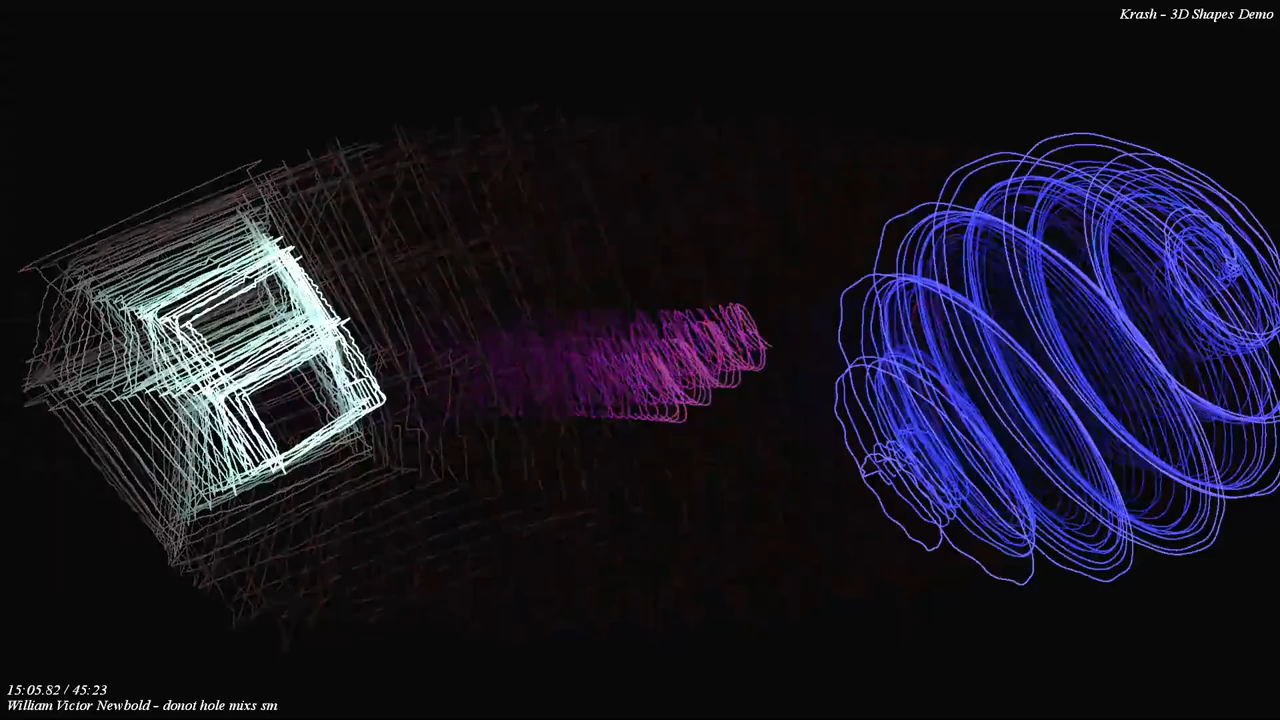 Krash - 3D Shapes Demo
15:05.82 / 45:23
William Victor Newbold - donot hole mixs sm